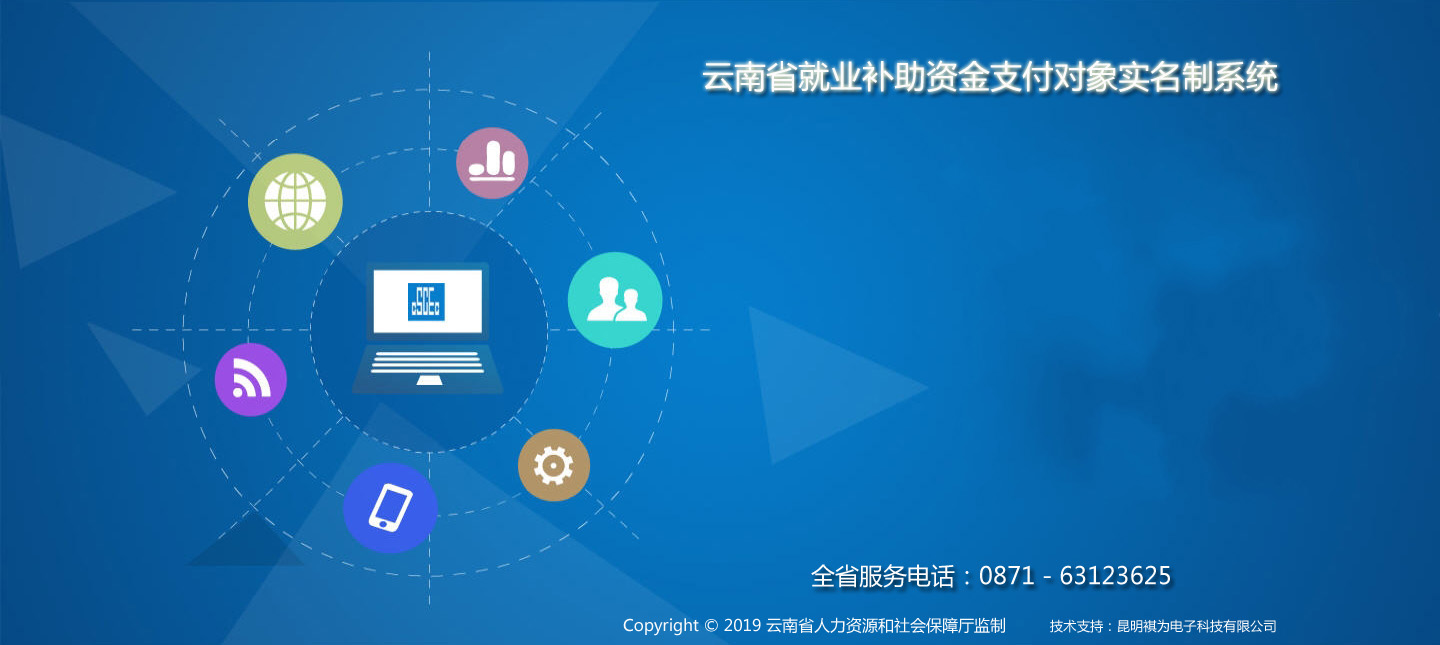 云南省就业补助资金支付对象实名制系统
全省服务电话：0871 - 63123625
Copyright © 2019 云南省人力资源和社会保障厅监制 技术支持：昆明祺为电子科技有限公司